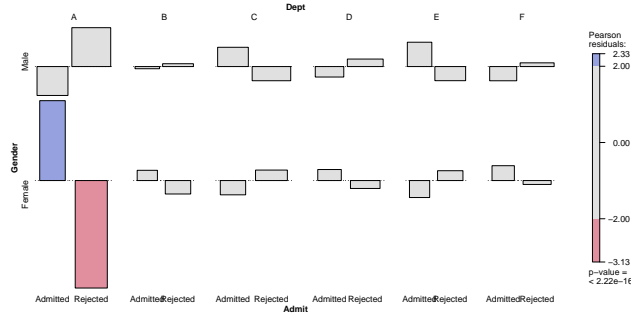 Dept
A B C D E F
Pearson
residuals:
2.33
2.00
0.00
−2.00
−3.13
p−value =
< 2.22e−16
Gender
Male
Female
Admitted Rejected Admitted Rejected Admitted Rejected Admitted Rejected Admitted Rejected Admitted Rejected
Admit